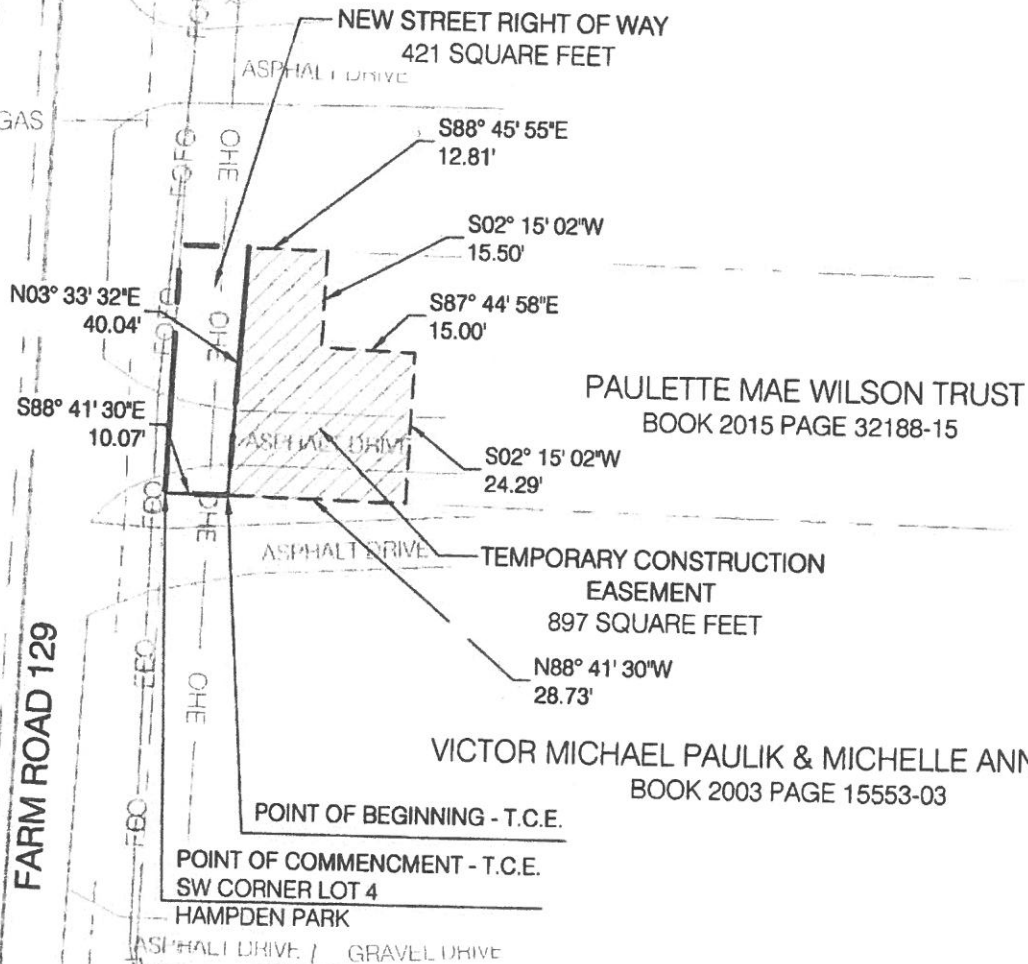 NEW STREET RIGHT OF WAY
421 SQUARE FEET
ASPHALT DRIVE
GAS
OHE
S88° 45' 55"E
12.81'
S02° 15' 02"W
15.50'
N03° 33' 32"E
40.04'
OHE
S87° 44' 58"E
15.00'
PAULETTE MAE WILSON TRUST
BOOK 2015 PAGE 32188-15
S88° 41' 30"E
10.07'
ASPHALT DRIVE
S02° 15' 02"W
24.29'
OHE
ASPHALT DRIVE
TEMPORARY CONSTRUCTION
EASEMENT
897 SQUARE FEET
FARM ROAD 129
OHE
N88° 41' 30"W
28.73'
VICTOR MICHAEL PAULIK & MICHELLE ANN
BOOK 2003 PAGE 15553-03
POINT OF BEGINNING - T.C.E.
POINT OF COMMENCMENT - T.C.E.
SW CORNER LOT 4
HAMPDEN PARK
ASPHALT DRIVE / GRAVEL DRIVE